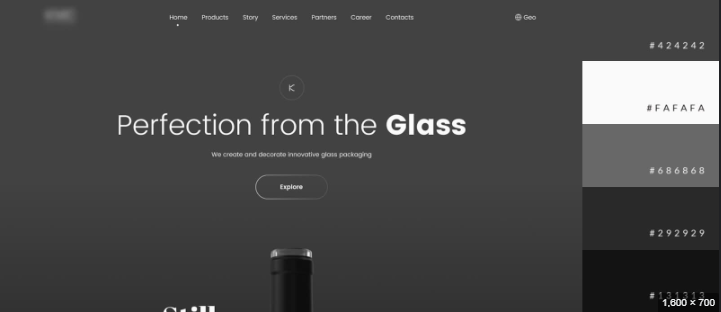 Home Products Story Services Partners Career Contacts Geo
#424242
Perfection from the Glass
#FAFAFA
We create and decorate innovative glass packaging
#686868
Explore
#292929
#131313
1,600 × 700
Still